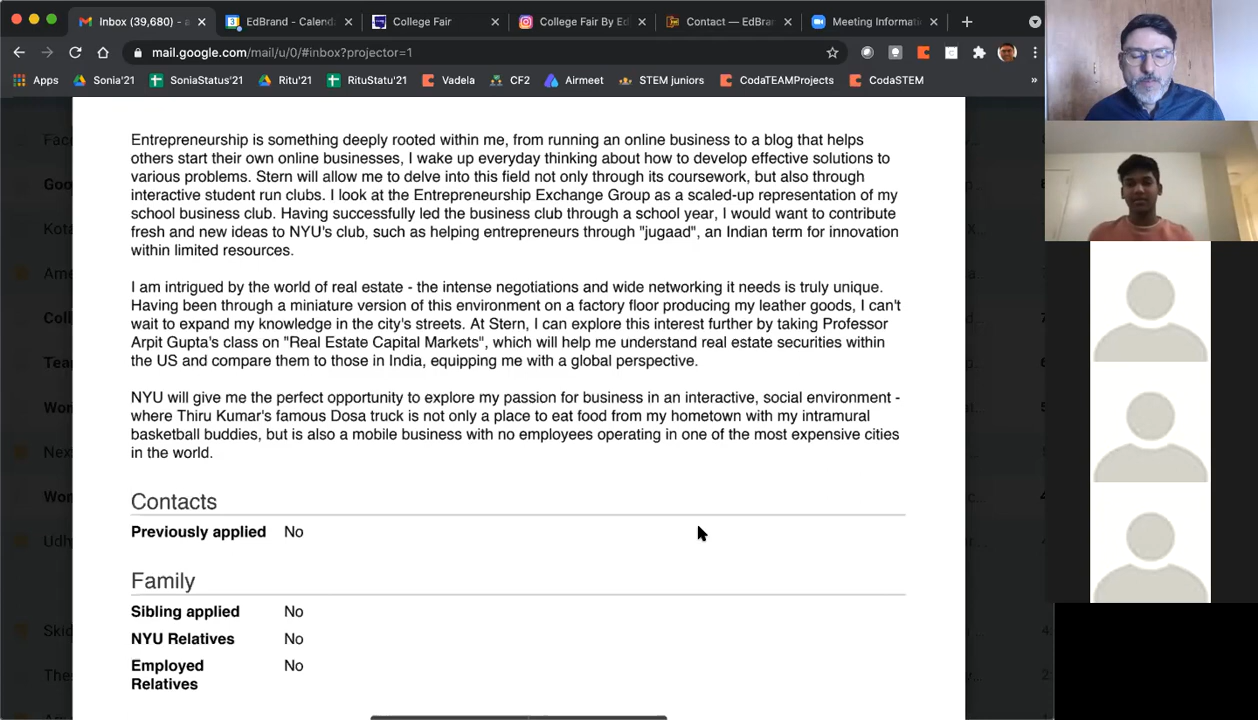 Inbox (39,680) - a
EdBrand - Calend
College Fair
College Fair By Ed
Contact — EdBra
Meeting Informati
mail.google.com/mail/u/0/#inbox?projector=1
Apps
Sonia'21
SoniaStatus'21
Ritu'21
RituStatu'21
Vadela
CF2
Airmeet
STEM juniors
CodaTEAMProjects
CodaSTEM
»
Entrepreneurship is something deeply rooted within me, from running an online business to a blog that helps
others start their own online businesses, I wake up everyday thinking about how to develop effective solutions to
various problems. Stern will allow me to delve into this field not only through its coursework, but also through
interactive student run clubs. I look at the Entrepreneurship Exchange Group as a scaled-up representation of my
school business club. Having successfully led the business club through a school year, I would want to contribute
fresh and new ideas to NYU's club, such as helping entrepreneurs through "jugaad", an Indian term for innovation
within limited resources.
I am intrigued by the world of real estate - the intense negotiations and wide networking it needs is truly unique.
Having been through a miniature version of this environment on a factory floor producing my leather goods, I can't
wait to expand my knowledge in the city's streets. At Stern, I can explore this interest further by taking Professor
Arpit Gupta's class on "Real Estate Capital Markets", which will help me understand real estate securities within
the US and compare them to those in India, equipping me with a global perspective.
NYU will give me the perfect opportunity to explore my passion for business in an interactive, social environment -
where Thiru Kumar's famous Dosa truck is not only a place to eat food from my hometown with my intramural
basketball buddies, but is also a mobile business with no employees operating in one of the most expensive cities
in the world.
Contacts
Previously applied No
Family
Sibling applied No
NYU Relatives No
Employed No
Relatives